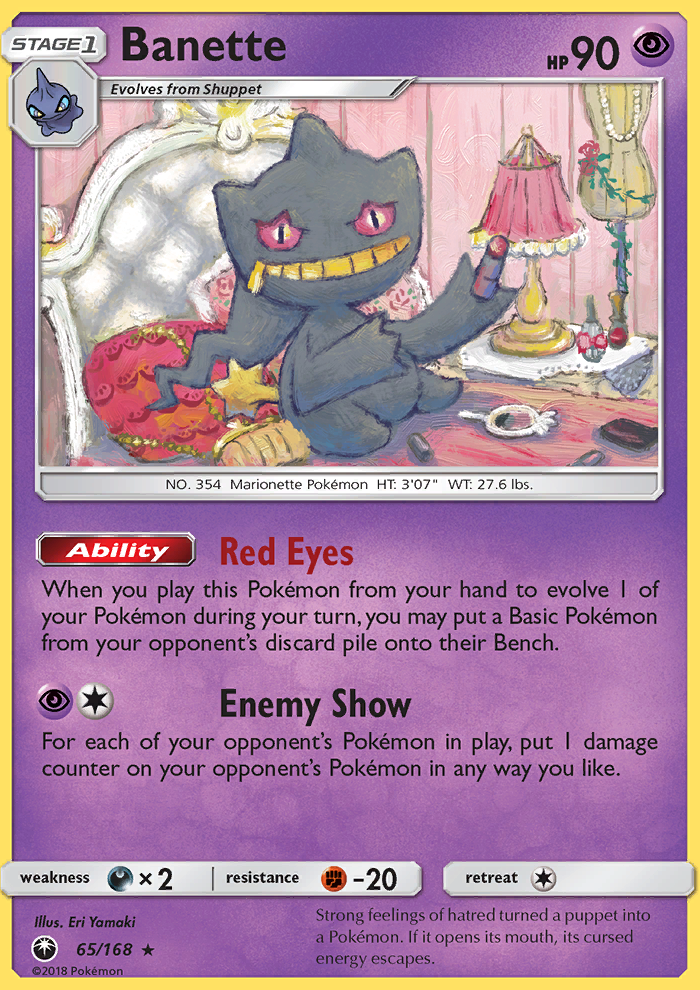 STAGE 1
Banette
HP 90
Evolves from Shuppet
NO. 354 Marionette Pokémon HT: 3'07" WT: 27.6 lbs.
Ability
Red Eyes
When you play this Pokémon from your hand to evolve 1 of
your Pokémon during your turn, you may put a Basic Pokémon
from your opponent's discard pile onto their Bench.
Enemy Show
For each of your opponent's Pokémon in play, put 1 damage
counter on your opponent's Pokémon in any way you like.
weakness × 2 resistance −20 retreat
Illus. Eri Yamaki
65/168 ★
©2018 Pokémon
Strong feelings of hatred turned a puppet into
a Pokémon. If it opens its mouth, its cursed
energy escapes.